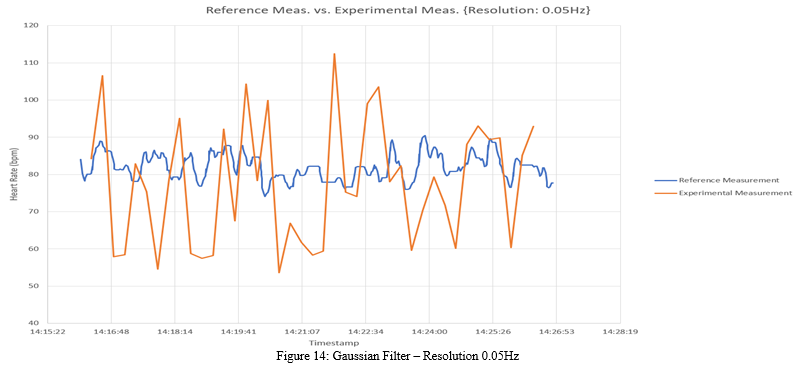 Reference Meas. vs. Experimental Meas. {Resolution: 0.05Hz}
120
110
100
90
80
70
60
50
40
Heart Rate (bpm)
14:15:22 14:16:48 14:18:14 14:19:41 14:21:07 14:22:34 14:24:00 14:25:26 14:26:53 14:28:19
Timestamp
Reference Measurement
Experimental Measurement
Figure 14: Gaussian Filter – Resolution 0.05Hz